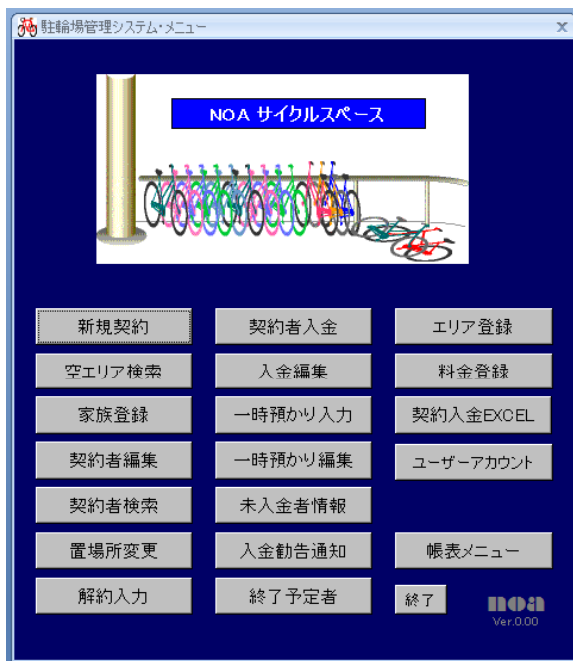 駐輪場管理システム・メニュー
NOA サイクルスペース
新規契約
契約者入金
エリア登録
空エリア検索
入金編集
料金登録
家族登録
一時預かり入力
契約入金EXCEL
契約者編集
一時預かり編集
ユーザーアカウント
契約者検索
未入金者情報
置場所変更
入金勧告通知
帳表メニュー
解約入力
終了予定者
終了
noa
Ver.0.00